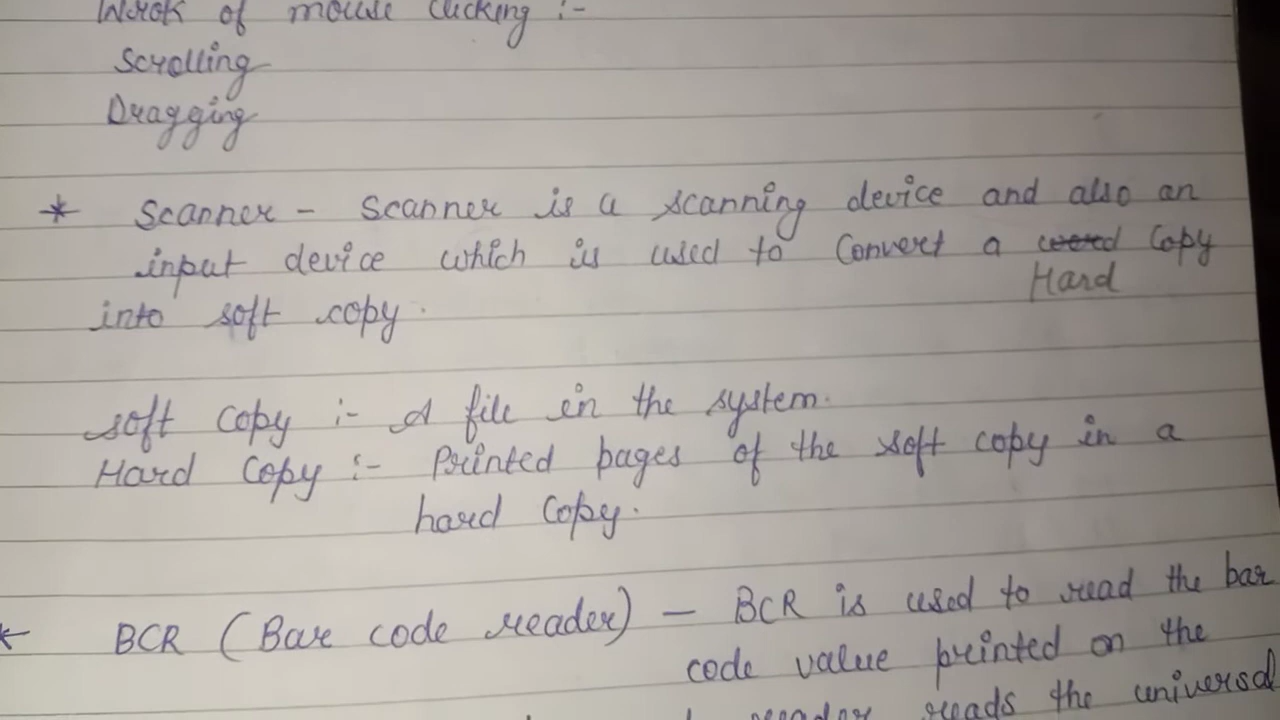 Work of mouse clicking :-
Scrolling
Dragging
* Scanner - Scanner is a scanning device and also an
input device which is used to Convert a Copy
Hard
into soft copy.
soft Copy :- A file in the system.
Hard Copy :- Printed pages of the soft copy in a
hard Copy.
* BCR (Bar code reader) — BCR is used to read the bar
code value printed on the
reader reads the universal